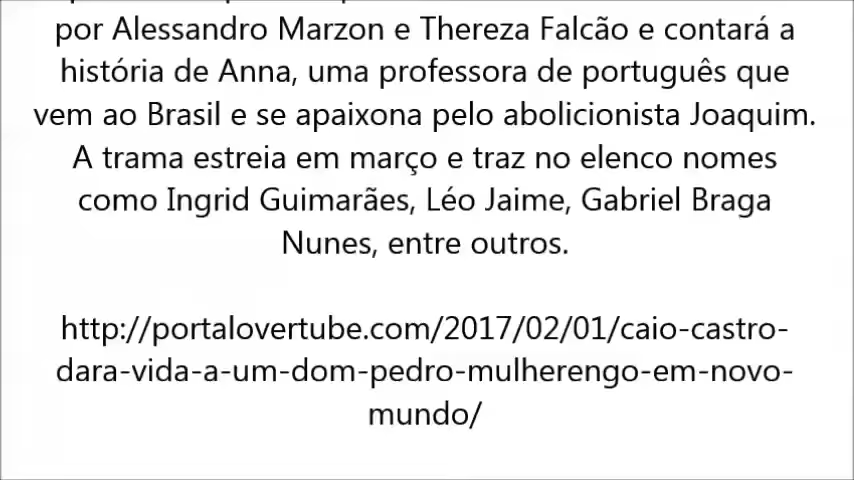 por Alessandro Marzon e Thereza Falcão e contará a
história de Anna, uma professora de português que
vem ao Brasil e se apaixona pelo abolicionista Joaquim.
A trama estreia em março e traz no elenco nomes
como Ingrid Guimarães, Léo Jaime, Gabriel Braga
Nunes, entre outros.
http://portalovertube.com/2017/02/01/caio-castro-
dara-vida-a-um-dom-pedro-mulherengo-em-novo-
mundo/